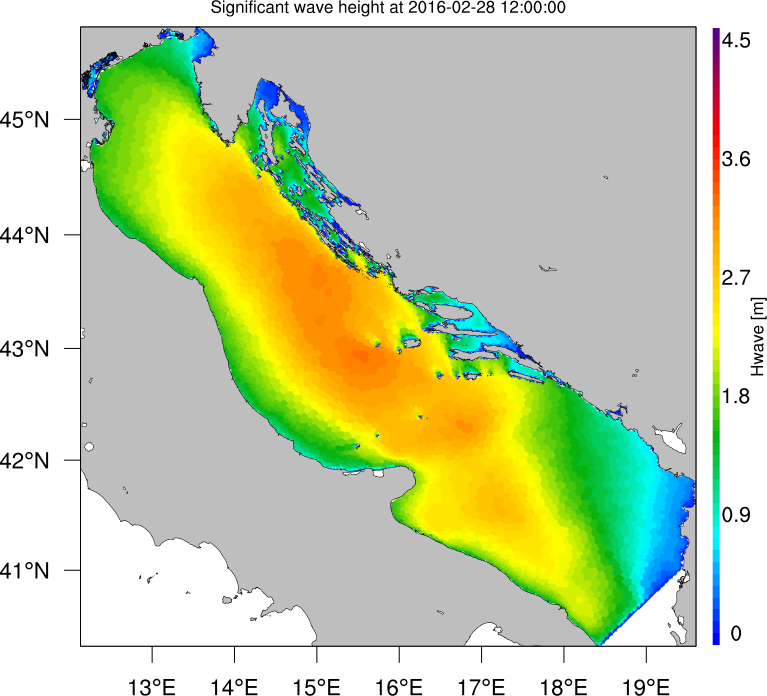 Significant wave height at 2016-02-28 12:00:00
45°N
44°N
43°N
42°N
41°N
13°E 14°E 15°E 16°E 17°E 18°E 19°E
4.5
3.6
2.7
1.8
0.9
0
Hwave [m]